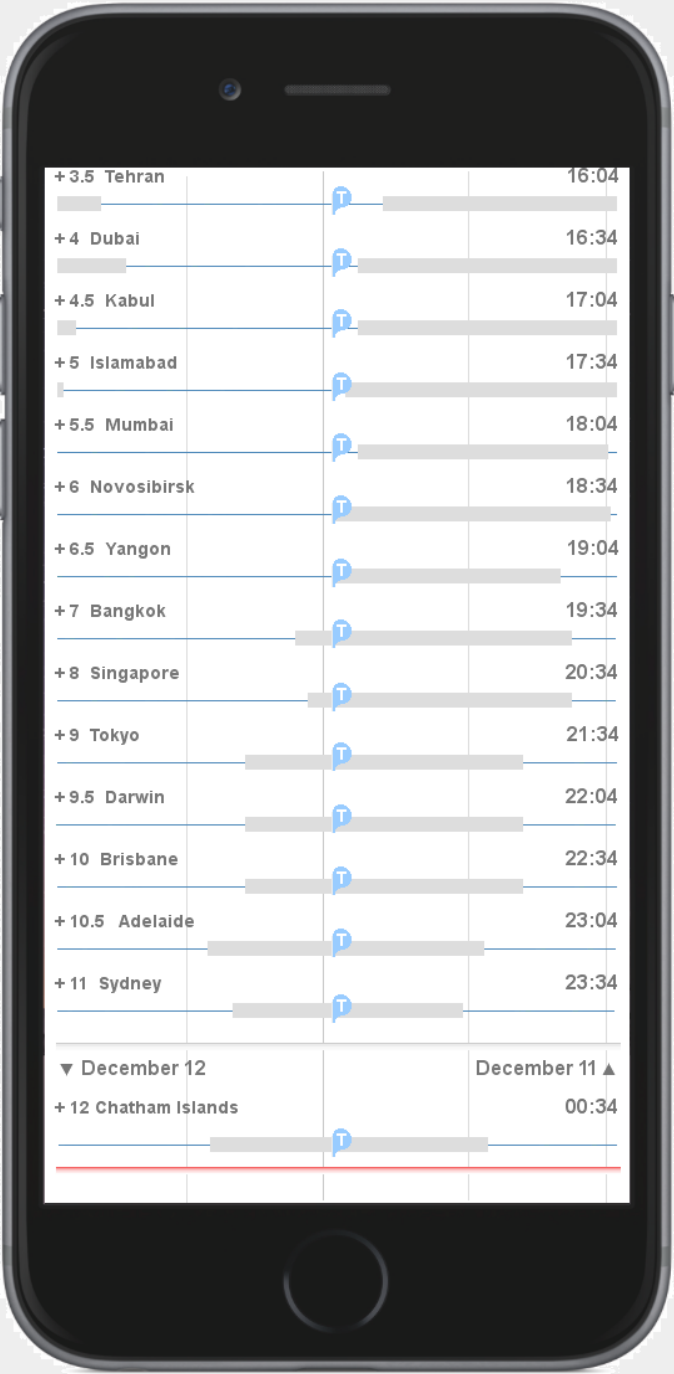 +3.5 Tehran 16:04
T
+4 Dubai 16:34
T
+4.5 Kabul 17:04
T
+5 Islamabad 17:34
T
+5.5 Mumbai 18:04
T
+6 Novosibirsk 18:34
T
+6.5 Yangon 19:04
T
+7 Bangkok 19:34
T
+8 Singapore 20:34
T
+9 Tokyo 21:34
T
+9.5 Darwin 22:04
T
+10 Brisbane 22:34
T
+10.5 Adelaide 23:04
T
+11 Sydney 23:34
T
▼ December 12 December 11 ▲
+12 Chatham Islands 00:34
T